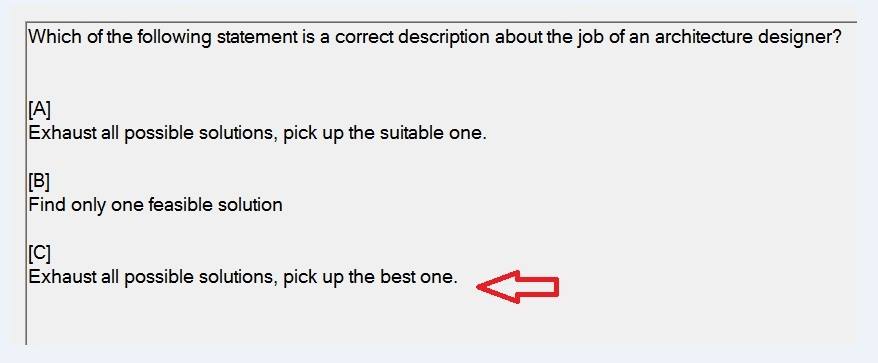 Which of the following statement is a correct description about the job of an architecture designer?
[A]
Exhaust all possible solutions, pick up the suitable one.
[B]
Find only one feasible solution
[C]
Exhaust all possible solutions, pick up the best one.